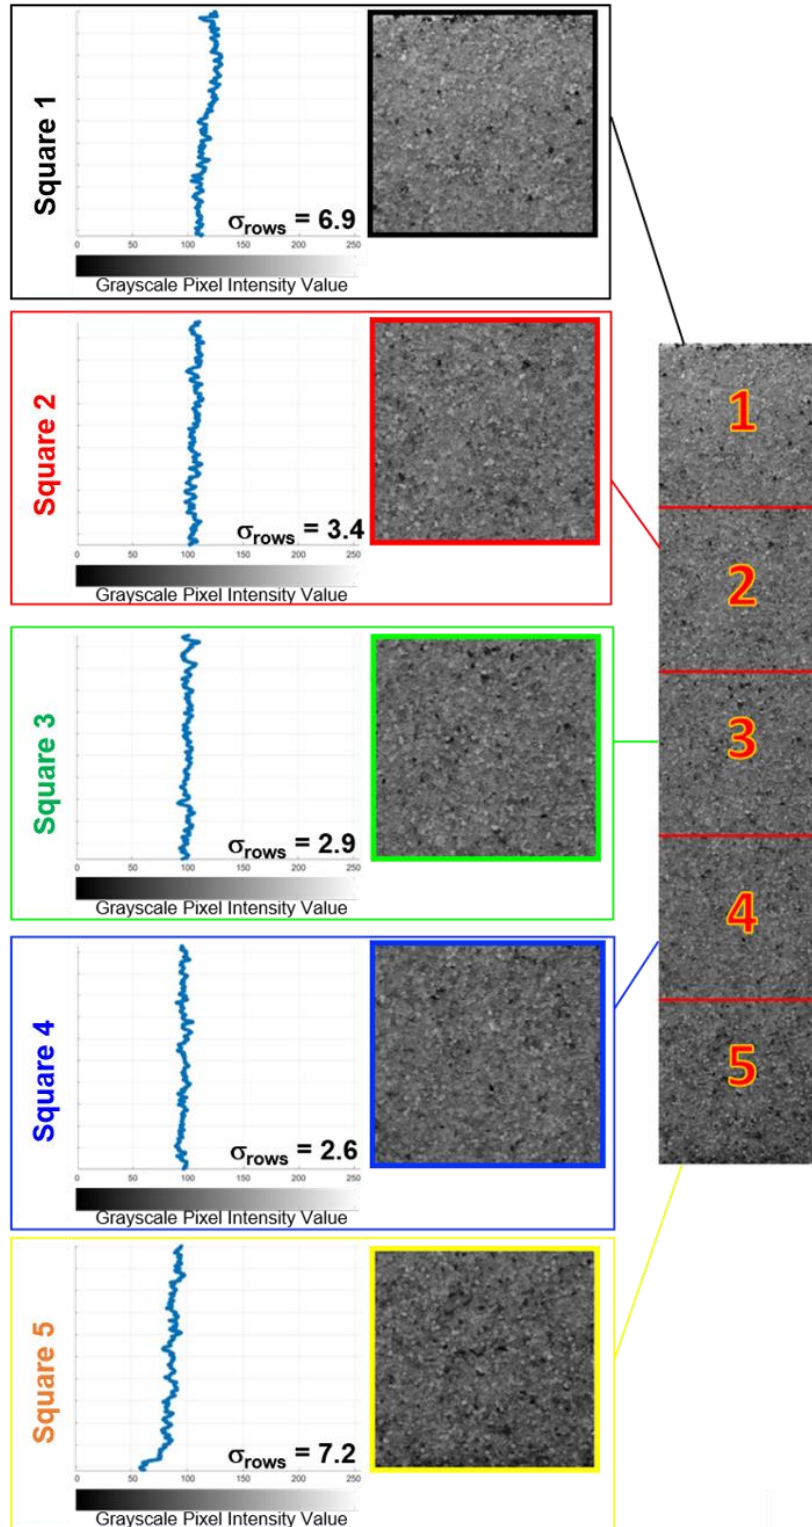 Square 1
σrows = 6.9
0 50 100 150 200 250
Grayscale Pixel Intensity Value
Square 2
σrows = 3.4
0 50 100 150 200 250
Grayscale Pixel Intensity Value
Square 3
σrows = 2.9
0 50 100 150 200 250
Grayscale Pixel Intensity Value
Square 4
σrows = 2.6
0 50 100 150 200 250
Grayscale Pixel Intensity Value
Square 5
σrows = 7.2
0 50 100 150 200 250
Grayscale Pixel Intensity Value
1
2
3
4
5